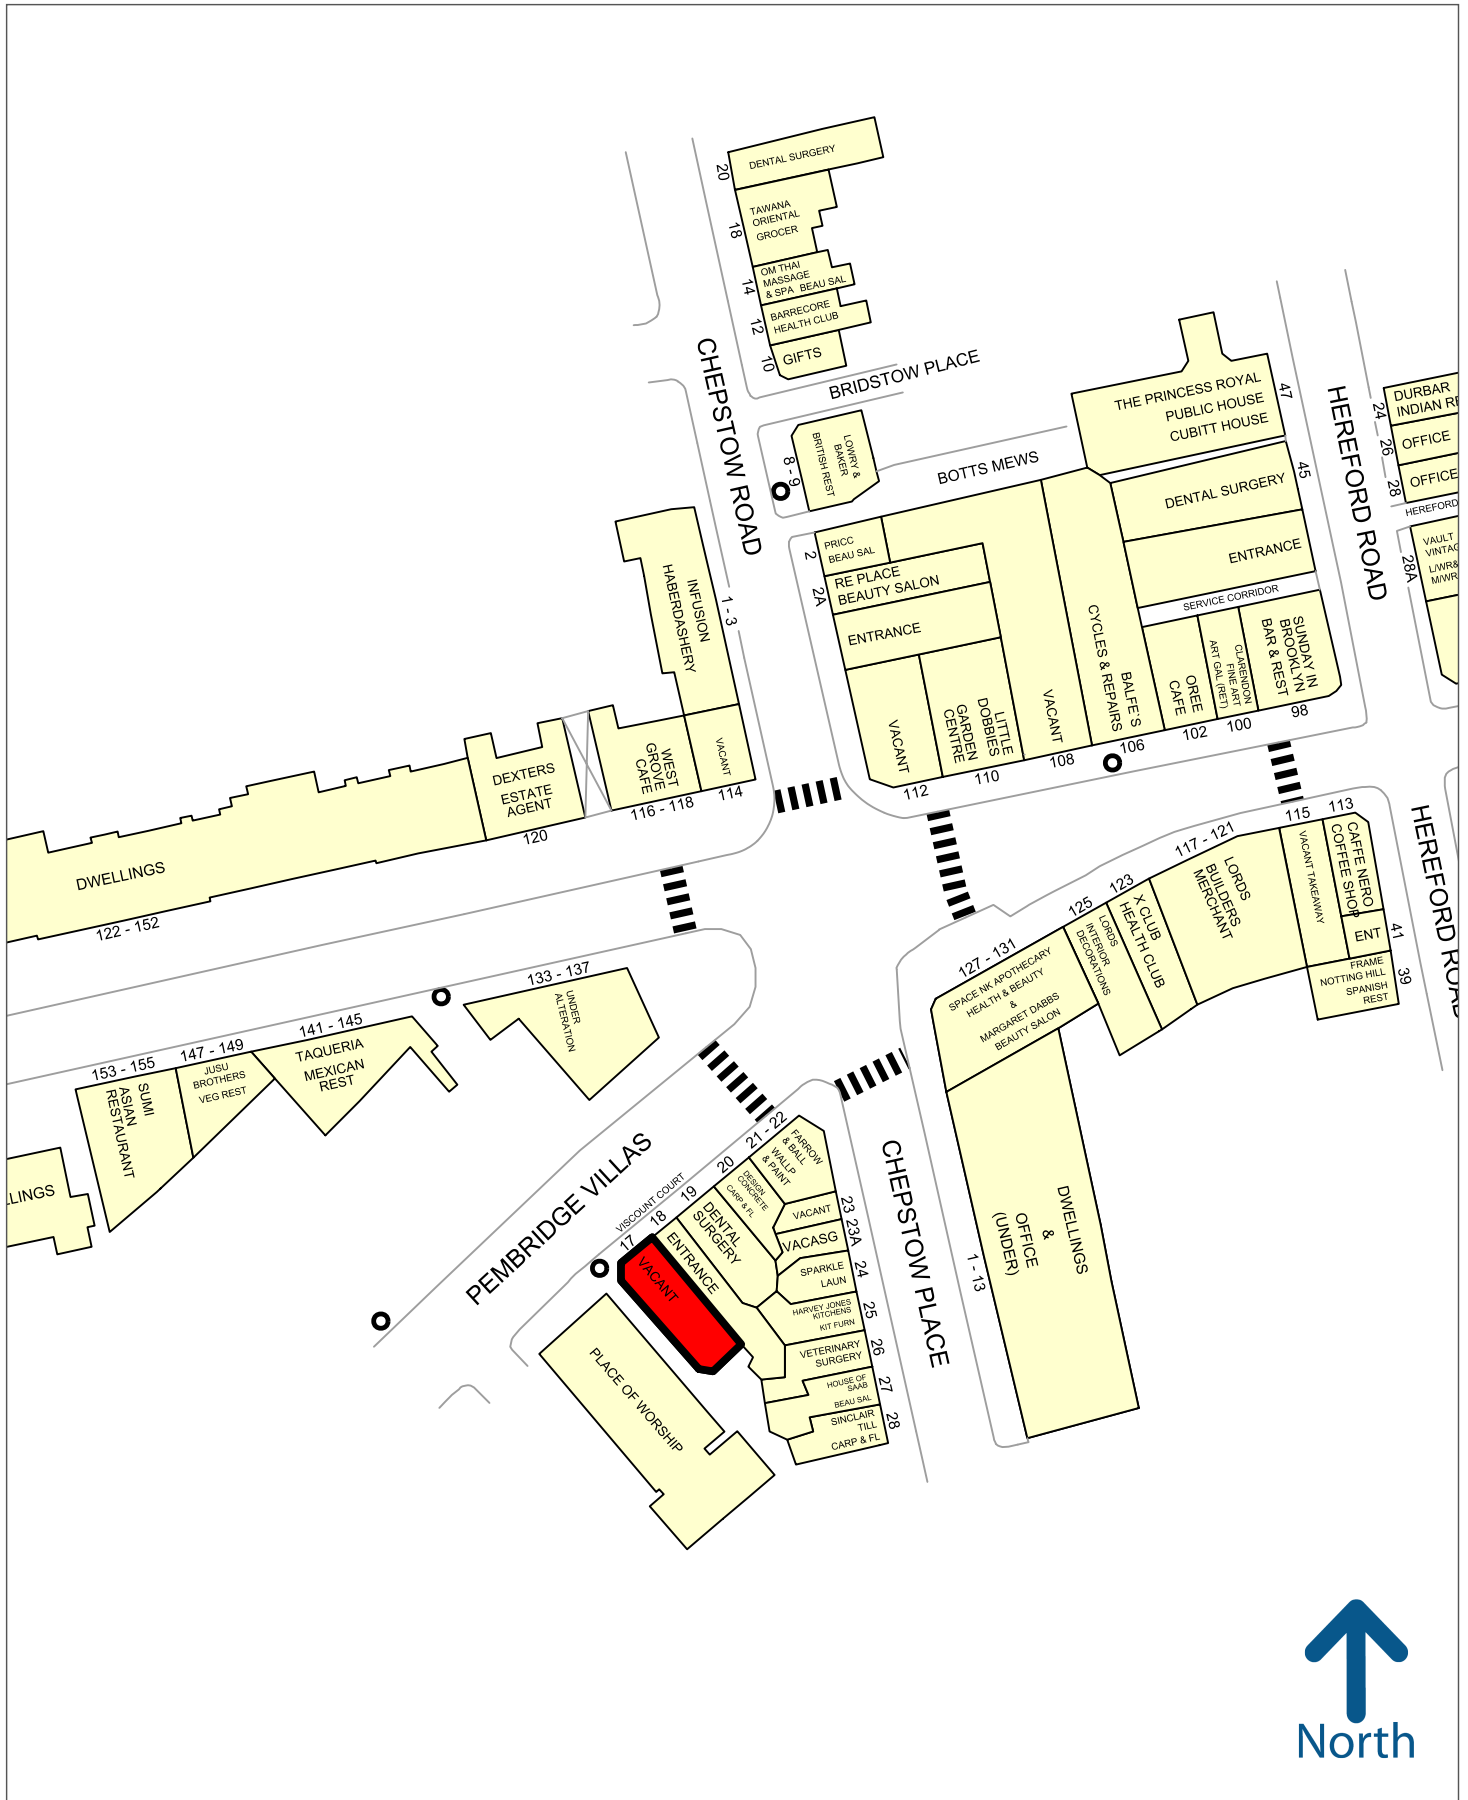 20
DENTAL SURGERY
18
TAWANA
ORIENTAL
GROCER
14
OM THAI
MASSAGE
& SPA BEAU SAL
12
BARRECORE
HEALTH CLUB
10
GIFTS
CHEPSTOW ROAD
BRIDSTOW PLACE
8 - 9
LOWRY &
BAKER
BRITISH REST
BOTTS MEWS
THE PRINCESS ROYAL
PUBLIC HOUSE
CUBITT HOUSE
47
HEREFORD ROAD
24
DURBAR
INDIAN RE
26
OFFICE
28
OFFICE
HEREFORD
28A
VAULT
VINTAG
L/WR&
M/WR
45
DENTAL SURGERY
ENTRANCE
SERVICE CORRIDOR
2
PRICC
BEAU SAL
2A
RE PLACE
BEAUTY SALON
ENTRANCE
INFUSION
HABERDASHERY
1 - 3
VACANT
112
LITTLE
DOBBIES
GARDEN
CENTRE
110
VACANT
108
BALFE'S
CYCLES & REPAIRS
106
OREE
CAFE
102
CLARENDON
FINE ART
ART GAL (RET)
100
SUNDAY IN
BROOKLYN
BAR & REST
98
VACANT
114
WEST
GROVE
CAFE
116 - 118
DEXTERS
ESTATE
AGENT
120
DWELLINGS
122 - 152
113
CAFFE NERO
COFFEE SHOP
115
VACANT TAKEAWAY
ENT
41
FRAME
NOTTING HILL
SPANISH
REST
39
HEREFORD ROAD
117 - 121
LORDS
BUILDERS
MERCHANT
123
X CLUB
HEALTH CLUB
125
LORDS
INTERIOR
DECORATIONS
127 - 131
SPACE NK APOTHECARY
HEALTH & BEAUTY
&
MARGARET DABBS
BEAUTY SALON
133 - 137
UNDER
ALTERATION
141 - 145
TAQUERIA
MEXICAN
REST
147 - 149
JUSU
BROTHERS
VEG REST
153 - 155
SUMI
ASIAN
RESTAURANT
LLINGS
PEMBRIDGE VILLAS
VISCOUNT COURT
21 - 22
FARROW
& BALL
WALLP
& PAINT
20
DESIGN
CONCRETE
CARP & FL
19
DENTAL
SURGERY
18
ENTRANCE
17
VACANT
23
VACANT
23A
VACASG
24
SPARKLE
LAUN
25
HARVEY JONES
KITCHENS
KIT FURN
26
VETERINARY
SURGERY
27
HOUSE OF
SAAB
BEAU SAL
28
SINCLAIR
TILL
CARP & FL
CHEPSTOW PLACE
1 - 13
DWELLINGS
&
OFFICE
(UNDER)
PLACE OF WORSHIP
North